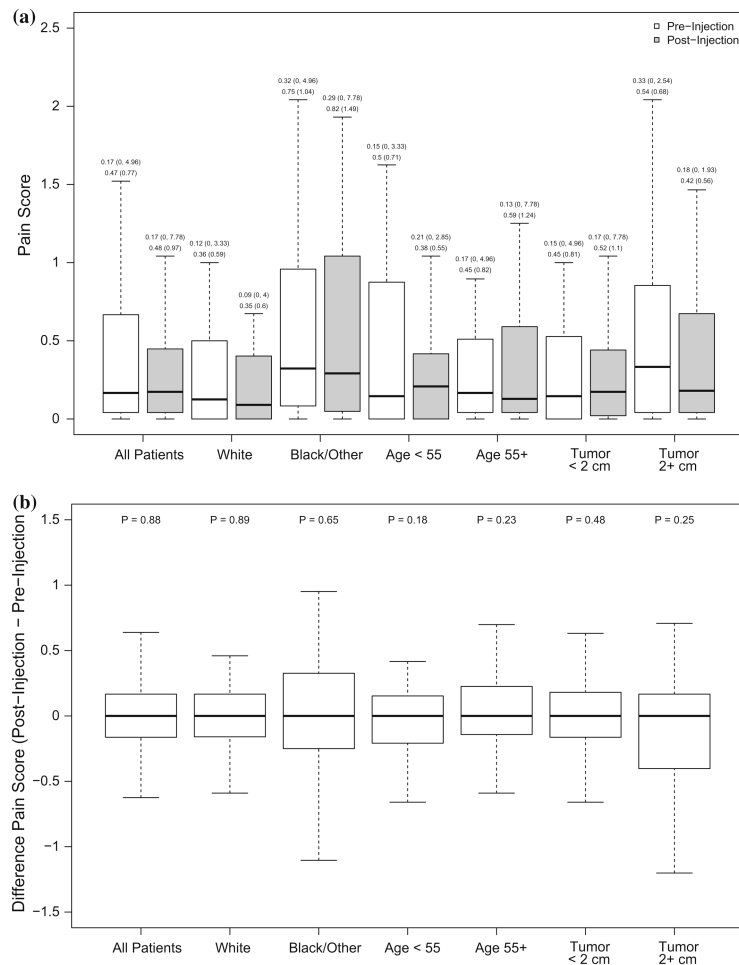 (a)
2.5
2
1.5
1
0.5
0
Pain Score
Pre−Injection
Post−Injection
0.17 (0, 4.96)
0.47 (0.77)
0.17 (0, 7.78)
0.48 (0.97)
0.12 (0, 3.33)
0.36 (0.59)
0.09 (0, 4)
0.35 (0.6)
0.32 (0, 4.96)
0.75 (1.04)
0.29 (0, 7.78)
0.82 (1.49)
0.15 (0, 3.33)
0.5 (0.71)
0.21 (0, 2.85)
0.38 (0.55)
0.17 (0, 4.96)
0.45 (0.82)
0.13 (0, 7.78)
0.59 (1.24)
0.15 (0, 4.96)
0.45 (0.81)
0.17 (0, 7.78)
0.52 (1.1)
0.33 (0, 2.54)
0.54 (0.68)
0.18 (0, 1.93)
0.42 (0.56)
All Patients
White
Black/Other
Age < 55
Age 55+
Tumor
< 2 cm
Tumor
2+ cm
(b)
1.5
1
0.5
0
−0.5
−1
−1.5
Difference Pain Score (Post−Injection − Pre−Injection
P = 0.88
P = 0.89
P = 0.65
P = 0.18
P = 0.23
P = 0.48
P = 0.25
All Patients
White
Black/Other
Age < 55
Age 55+
Tumor
< 2 cm
Tumor
2+ cm